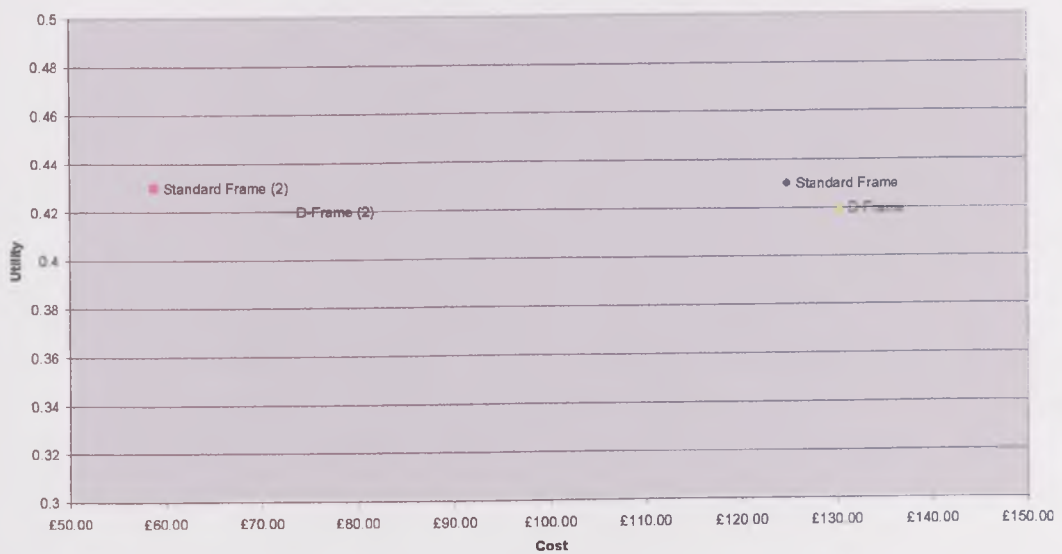 0.5
0.48
0.46
0.44
Standard Frame (2)
Standard Frame
0.42
D-Frame (2)
D-Frame
Utility
0.4
0.38
0.36
0.34
0.32
0.3
£50.00 £60.00 £70.00 £80.00 £90.00 £100.00 £110.00 £120.00 £130.00 £140.00 £150.00
Cost